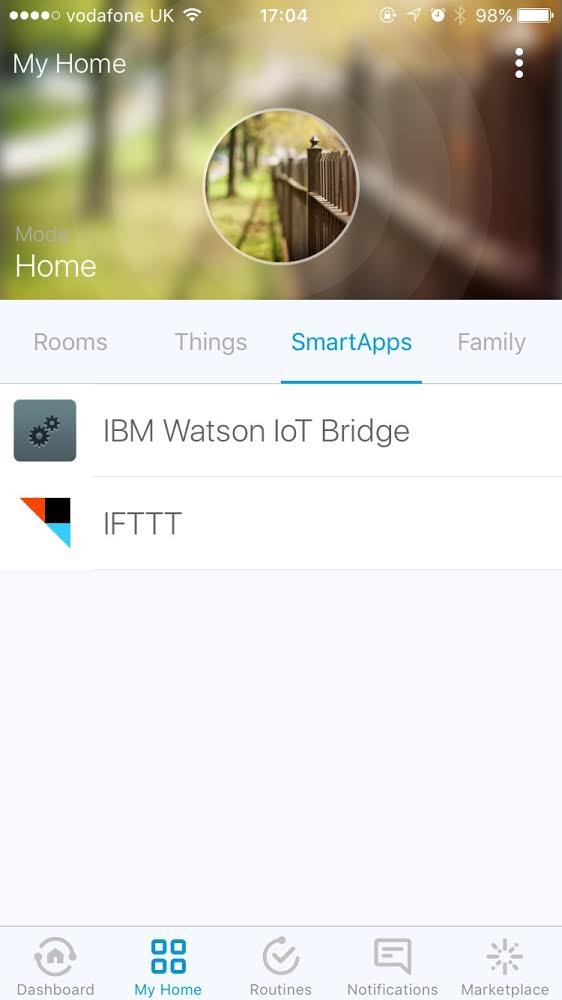 vodafone UK 17:04 98%
My Home
Mode
Home
Rooms Things SmartApps Family
IBM Watson IoT Bridge
IFTTT
Dashboard My Home Routines Notifications Marketplace